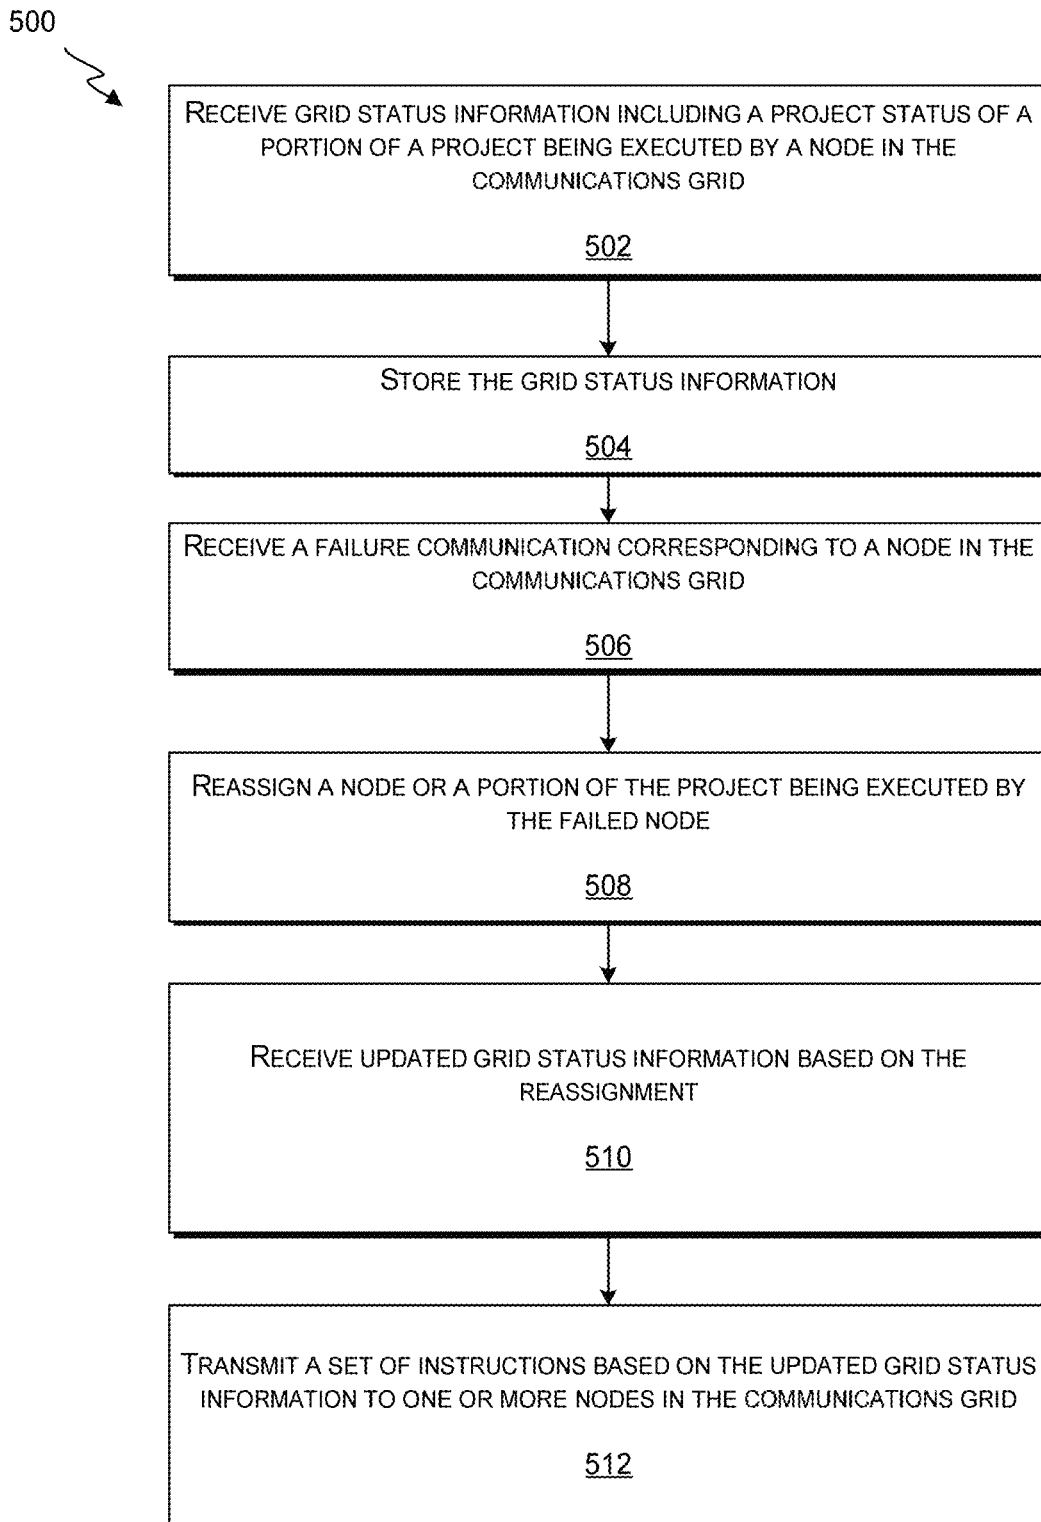 500
RECEIVE GRID STATUS INFORMATION INCLUDING A PROJECT STATUS OF A
PORTION OF A PROJECT BEING EXECUTED BY A NODE IN THE
COMMUNICATIONS GRID
502
STORE THE GRID STATUS INFORMATION
504
RECEIVE A FAILURE COMMUNICATION CORRESPONDING TO A NODE IN THE
COMMUNICATIONS GRID
506
REASSIGN A NODE OR A PORTION OF THE PROJECT BEING EXECUTED BY
THE FAILED NODE
508
RECEIVE UPDATED GRID STATUS INFORMATION BASED ON THE
REASSIGNMENT
510
TRANSMIT A SET OF INSTRUCTIONS BASED ON THE UPDATED GRID STATUS
INFORMATION TO ONE OR MORE NODES IN THE COMMUNICATIONS GRID
512